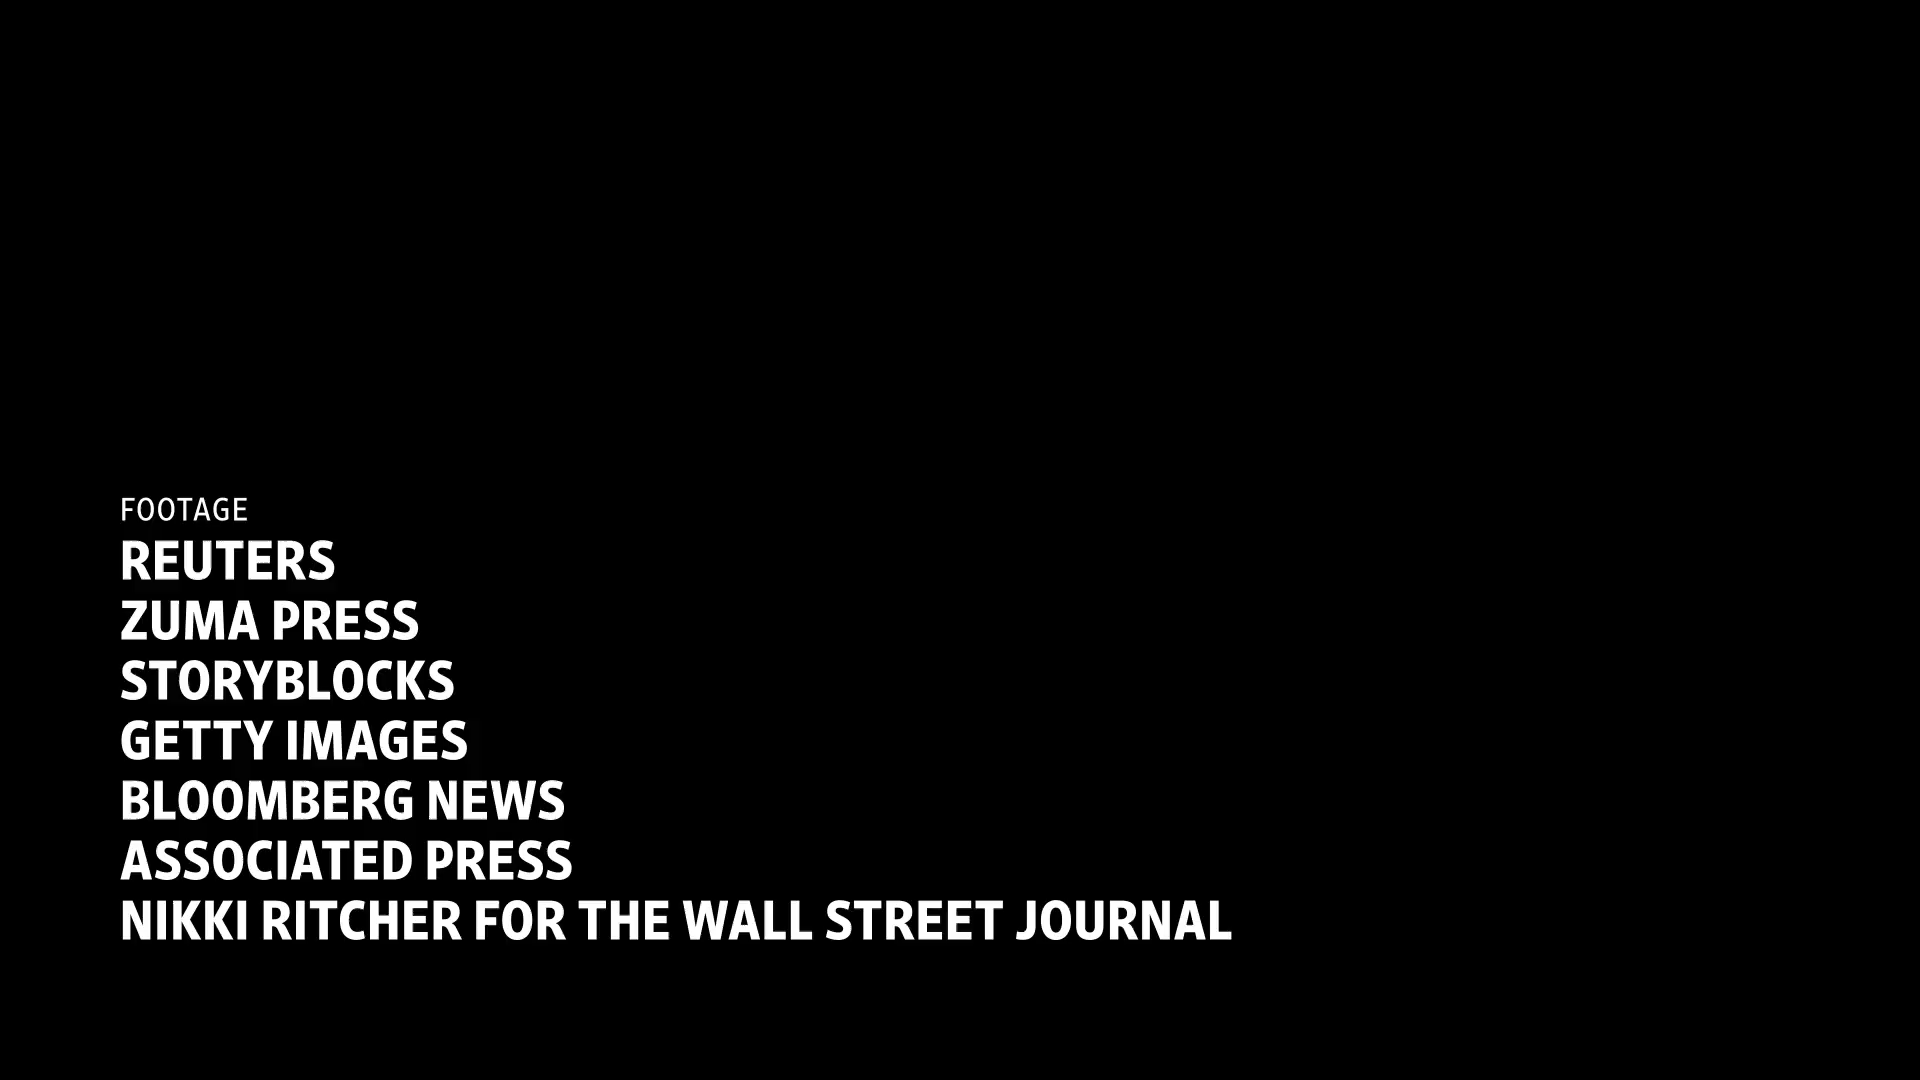 FOOTAGE
REUTERS
ZUMA PRESS
STORYBLOCKS
GETTY IMAGES
BLOOMBERG NEWS
ASSOCIATED PRESS
NIKKI RITCHER FOR THE WALL STREET JOURNAL